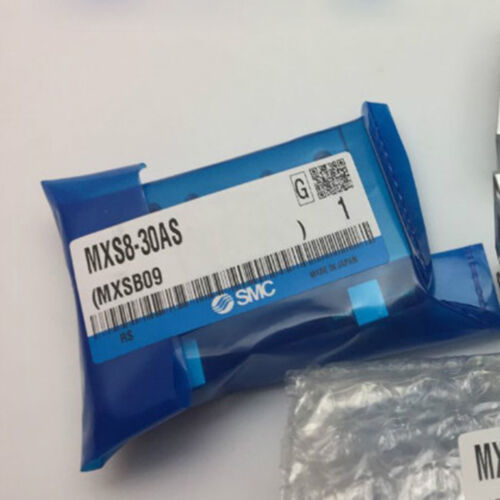 G
MXS8-30AS
(MXSB09 ) 1
MADE IN JAPAN
SMC
RS
MX